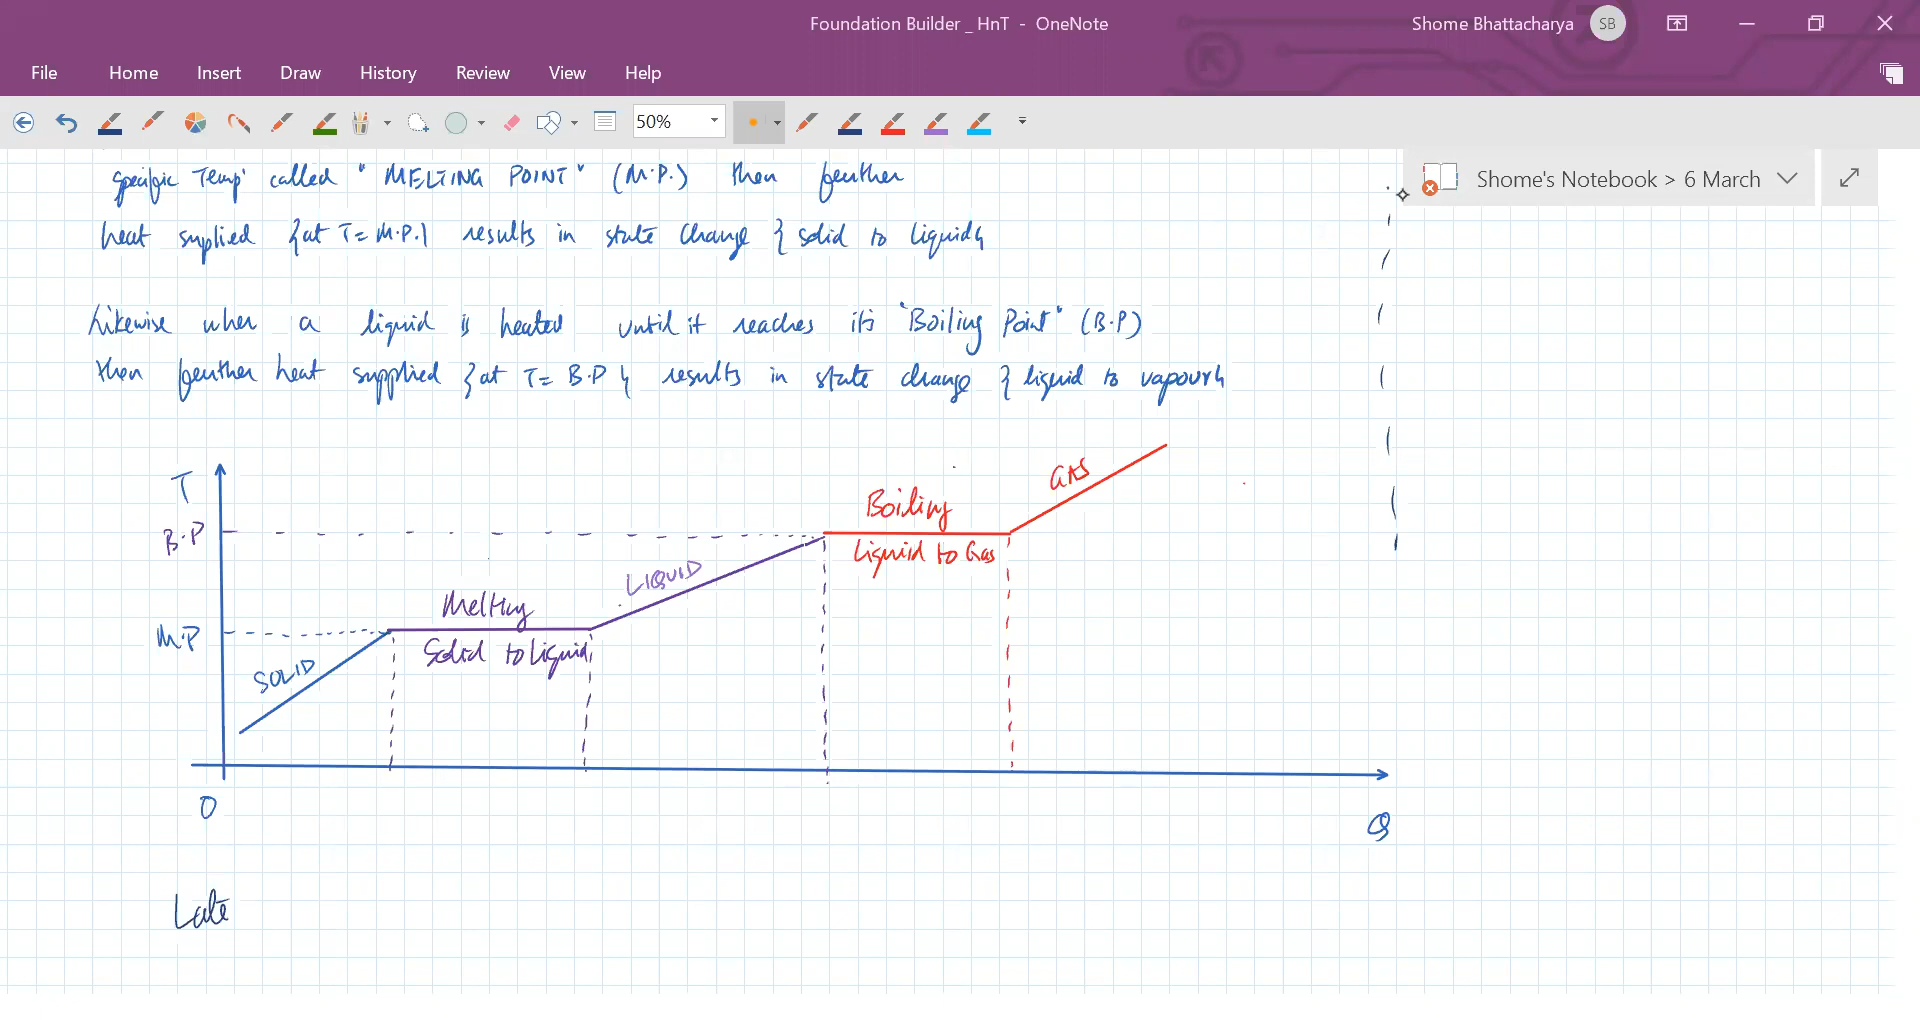 Foundation Builder _ HnT - OneNote
Shome Bhattacharya SB
File Home Insert Draw History Review View Help
50%
Shome's Notebook > 6 March
specific Temp' called "MELTING POINT" (M.P.) then further
heat supplied {at T= M.P.} results in state change { solid to liquid}
Likewise when a liquid is heated until it reaches its "Boiling Point" (B.P)
then further heat supplied {at T= B.P } results in state change { liquid to vapour}
T
GAS
Boiling
B.P
Liquid to Gas
LIQUID
Melting
M.P
Solid to liquid
SOLID
O
Q
Late